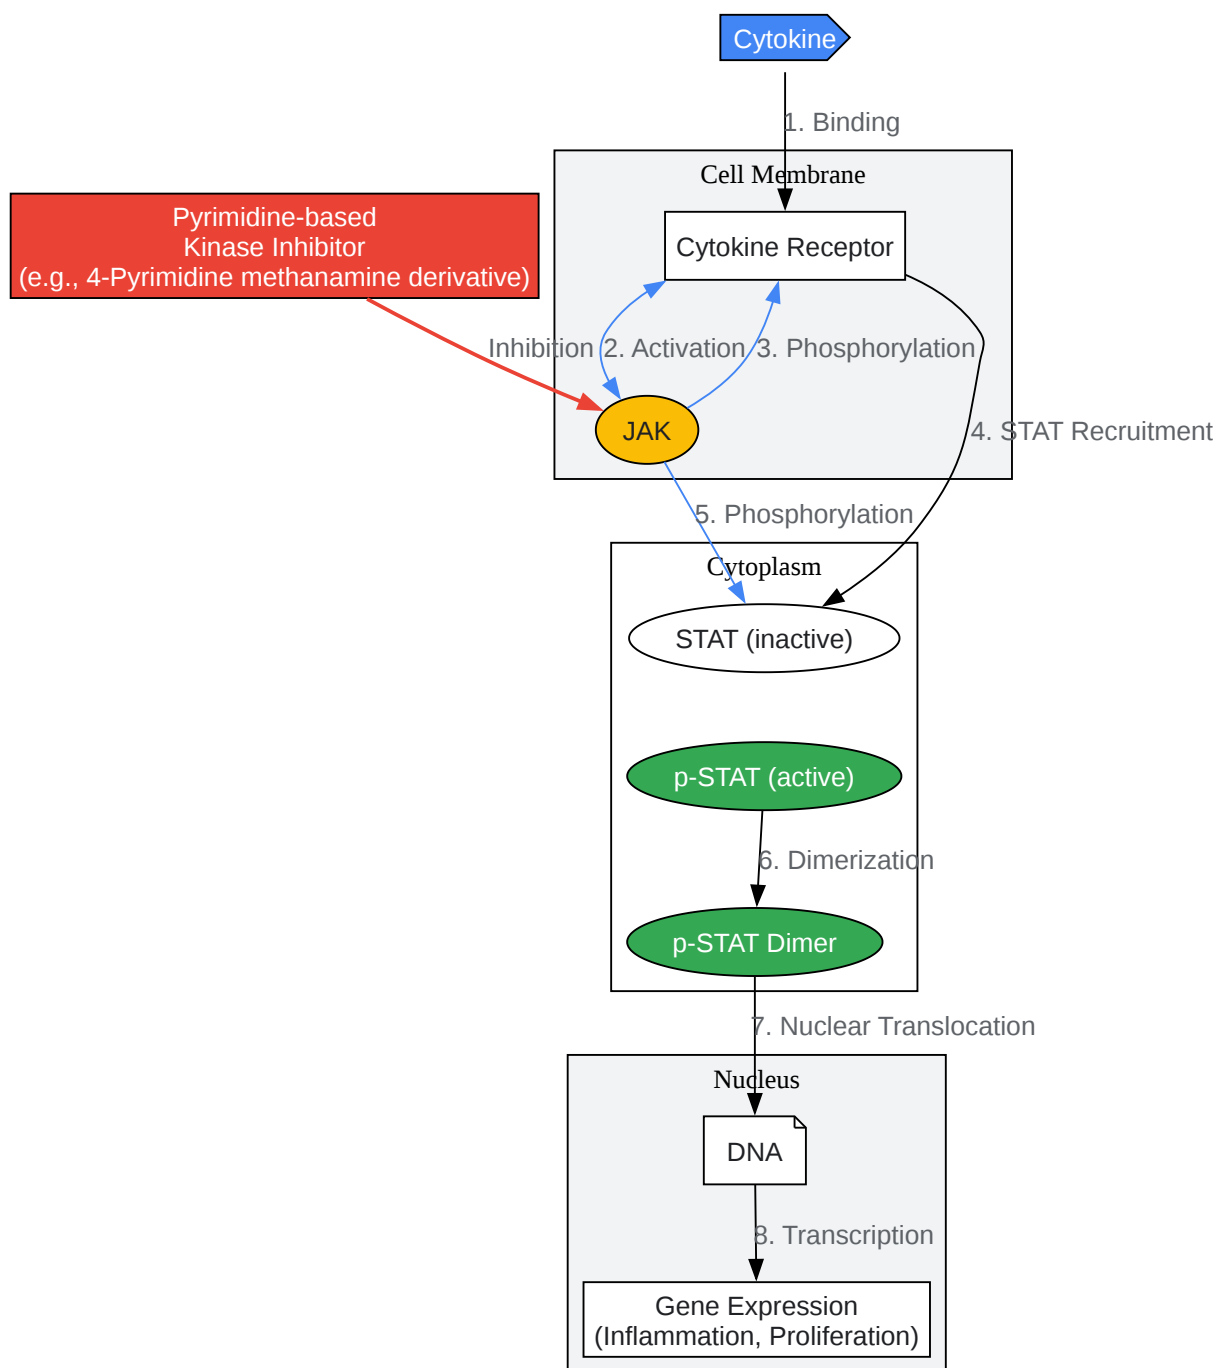 Cytokine
1. Binding
Cell Membrane
Pyrimidine-based
Kinase Inhibitor
(e.g., 4-Pyrimidine methanamine derivative)
Cytokine Receptor
Inhibition
2. Activation
3. Phosphorylation
JAK
4. STAT Recruitment
5. Phosphorylation
Cytoplasm
STAT (inactive)
p-STAT (active)
6. Dimerization
p-STAT Dimer
7. Nuclear Translocation
Nucleus
DNA
8. Transcription
Gene Expression
(Inflammation, Proliferation)